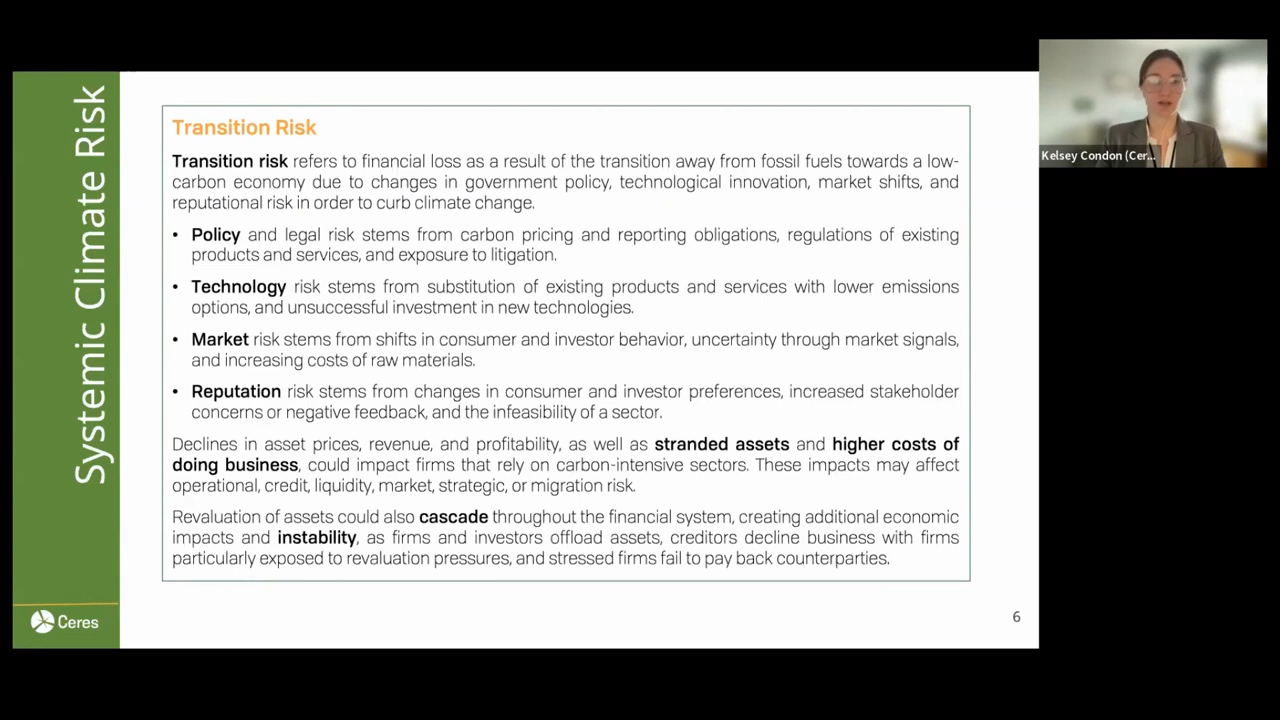 Systemic Climate Risk
Transition Risk
Transition risk refers to financial loss as a result of the transition away from fossil fuels towards a low-
carbon economy due to changes in government policy, technological innovation, market shifts, and
reputational risk in order to curb climate change.
• Policy and legal risk stems from carbon pricing and reporting obligations, regulations of existing
products and services, and exposure to litigation.
• Technology risk stems from substitution of existing products and services with lower emissions
options, and unsuccessful investment in new technologies.
• Market risk stems from shifts in consumer and investor behavior, uncertainty through market signals,
and increasing costs of raw materials.
• Reputation risk stems from changes in consumer and investor preferences, increased stakeholder
concerns or negative feedback, and the infeasibility of a sector.
Declines in asset prices, revenue, and profitability, as well as stranded assets and higher costs of
doing business, could impact firms that rely on carbon-intensive sectors. These impacts may affect
operational, credit, liquidity, market, strategic, or migration risk.
Revaluation of assets could also cascade throughout the financial system, creating additional economic
impacts and instability, as firms and investors offload assets, creditors decline business with firms
particularly exposed to revaluation pressures, and stressed firms fail to pay back counterparties.
Ceres
6
Kelsey Condon (Cer...